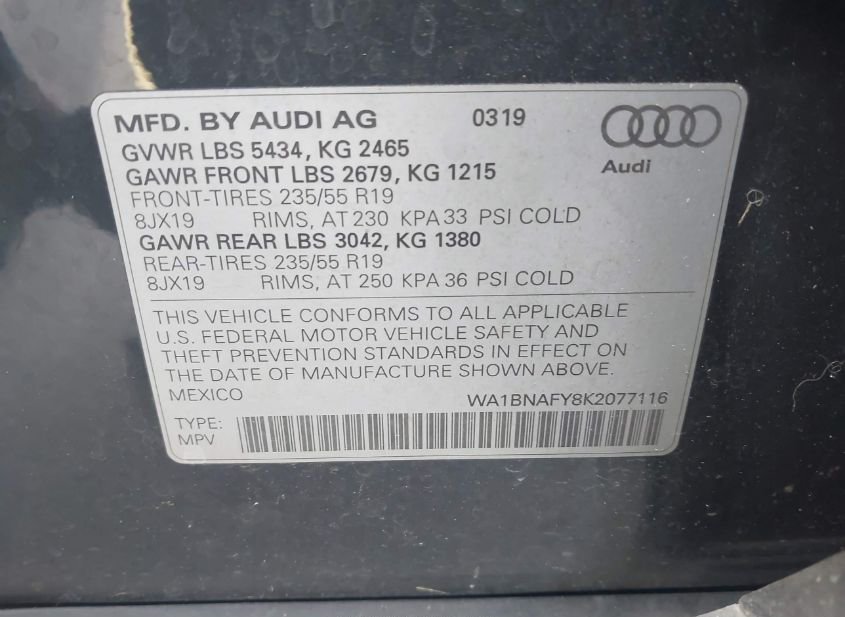 MFD. BY AUDI AG 0319
GVWR LBS 5434, KG 2465
GAWR FRONT LBS 2679, KG 1215
FRONT-TIRES 235/55 R19
8JX19 RIMS, AT 230 KPA 33 PSI COLD
GAWR REAR LBS 3042, KG 1380
REAR-TIRES 235/55 R19
8JX19 RIMS, AT 250 KPA 36 PSI COLD
Audi
THIS VEHICLE CONFORMS TO ALL APPLICABLE
U.S. FEDERAL MOTOR VEHICLE SAFETY AND
THEFT PREVENTION STANDARDS IN EFFECT ON
THE DATE OF MANUFACTURE SHOWN ABOVE.
MEXICO WA1BNAFY8K2077116
TYPE:
MPV